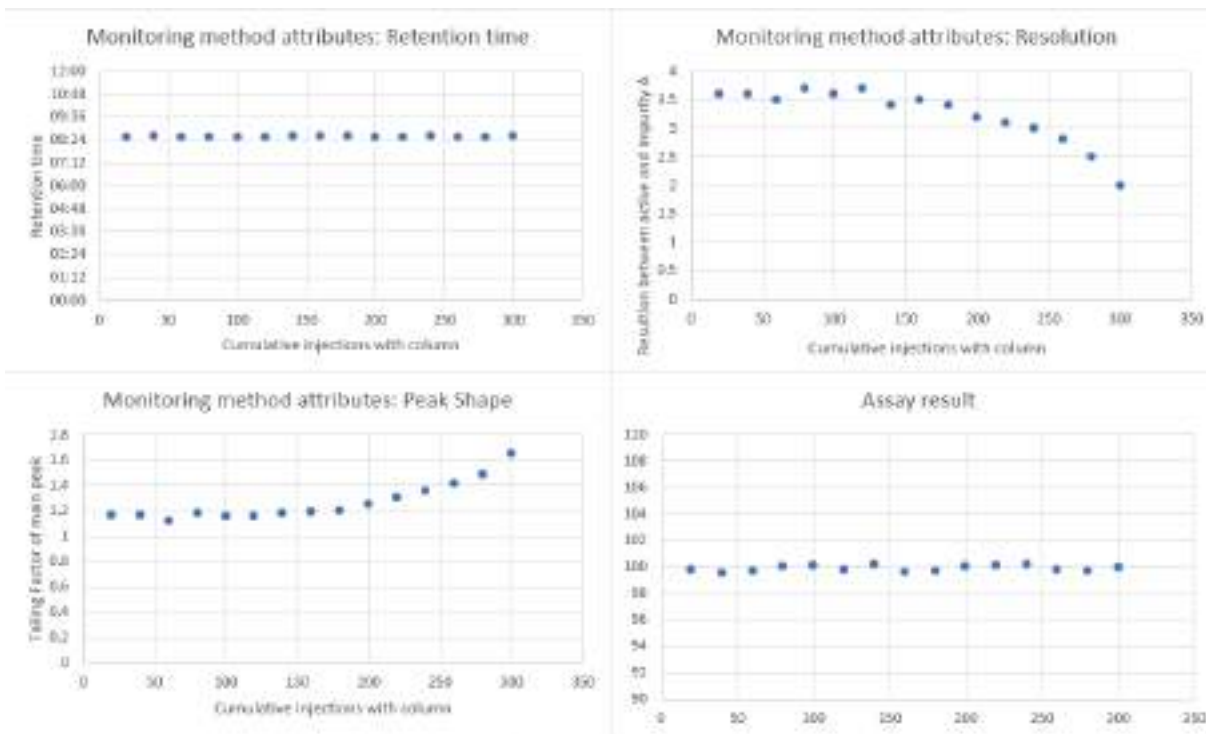 Monitoring method attributes: Retention time
Retention time
12:00
10:48
09:36
08:24
07:12
06:00
04:48
03:36
02:24
01:12
00:00
0 50 100 150 200 250 300 350
Cumulative injections with column
Monitoring method attributes: Resolution
between active and impurity A
4
3.5
3
2.5
2
1.5
1
0.5
0
0 50 100 150 200 250 300 350
Cumulative injections with column
Monitoring method attributes: Peak Shape
Tailing Factor of main peak
1.8
1.6
1.4
1.2
1
0.8
0.6
0.4
0.2
0
0 50 100 150 200 250 300 350
Cumulative injections with column
Assay result
110
108
106
104
102
100
98
96
94
92
90
0 50 100 150 200 250 300 350